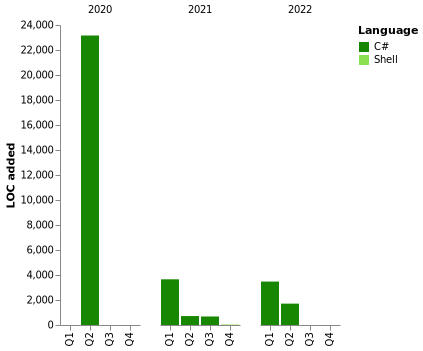 2020 2021 2022
Language
C#
Shell
LOC added
24,000
22,000
20,000
18,000
16,000
14,000
12,000
10,000
8,000
6,000
4,000
2,000
0
Q1 Q2 Q3 Q4 Q1 Q2 Q3 Q4 Q1 Q2 Q3 Q4